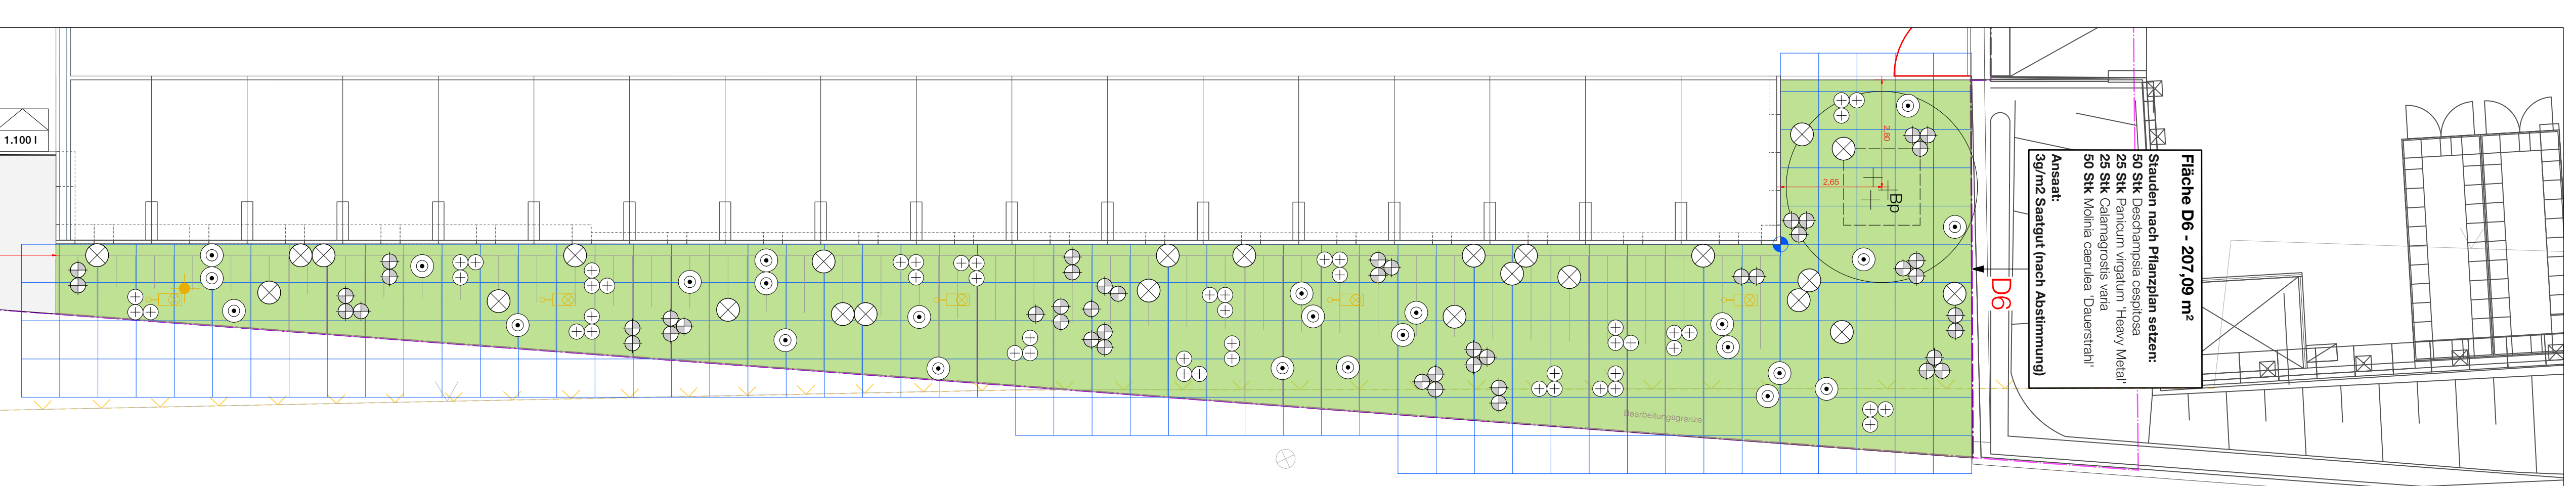 1.100 l
2,80
2,65
Bp
Bearbeitungsgrenze
D6
Fläche D6 - 207,09 m²
Stauden nach Pflanzplan setzen:
50 Stk Deschampsia cespitosa
25 Stk Panicum virgatum 'Heavy Metal'
25 Stk Calamagrostis varia
50 Stk Molinia caerulea 'Dauerstrahl'
Ansaat:
3g/m2 Saatgut (nach Abstimmung)